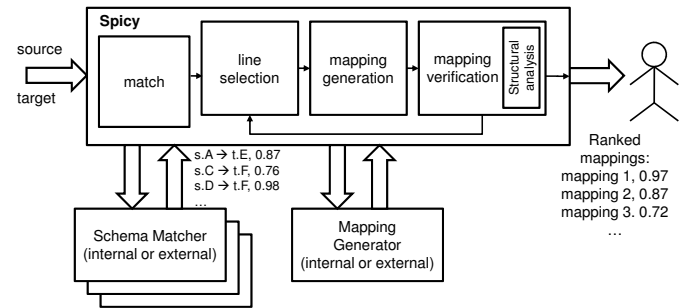 Spicy
source
target
match
line
selection
mapping
generation
mapping
verification
Structural
analysis
s.A → t.E, 0.87
s.C → t.F, 0.76
s.D → t.F, 0.98
...
Ranked
mappings:
mapping 1, 0.97
mapping 2, 0.87
mapping 3. 0.72
...
Schema Matcher
(internal or external)
Mapping
Generator
(internal or external)